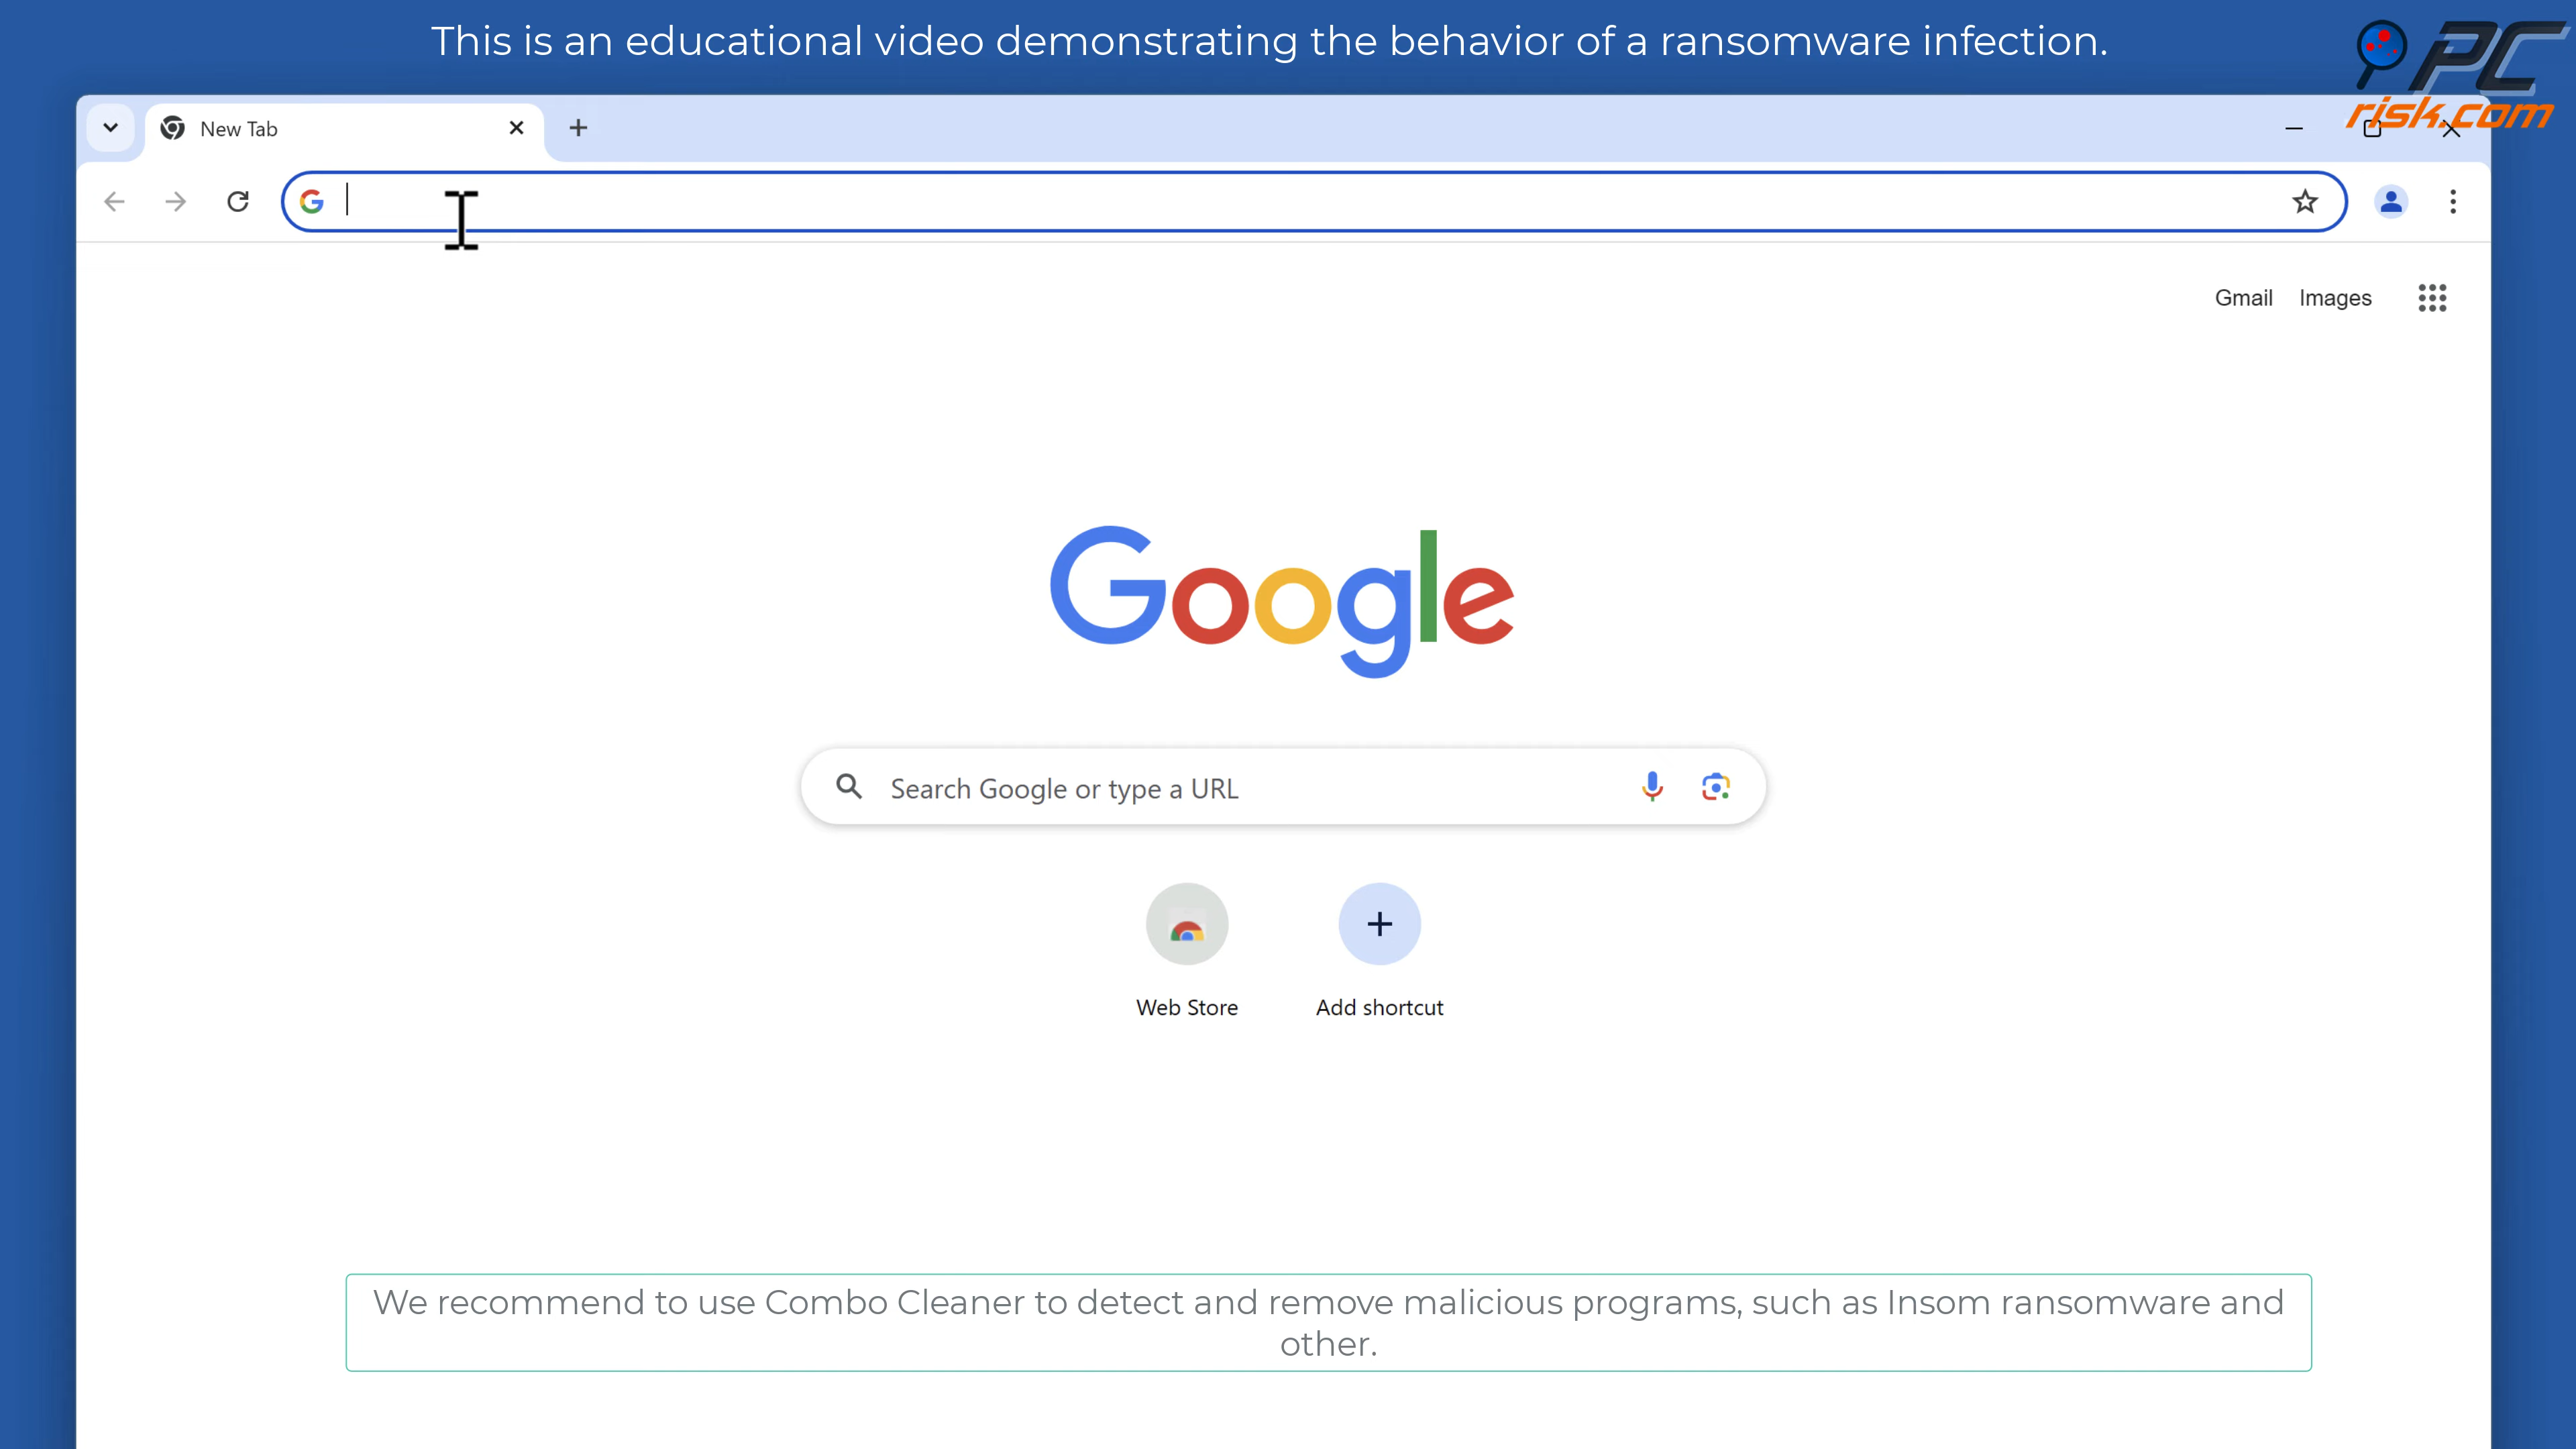 This is an educational video demonstrating the behavior of a ransomware infection.
PC
risk.com
New Tab
Gmail Images
Google
Search Google or type a URL
Web Store
Add shortcut
We recommend to use Combo Cleaner to detect and remove malicious programs, such as Insom ransomware and
other.